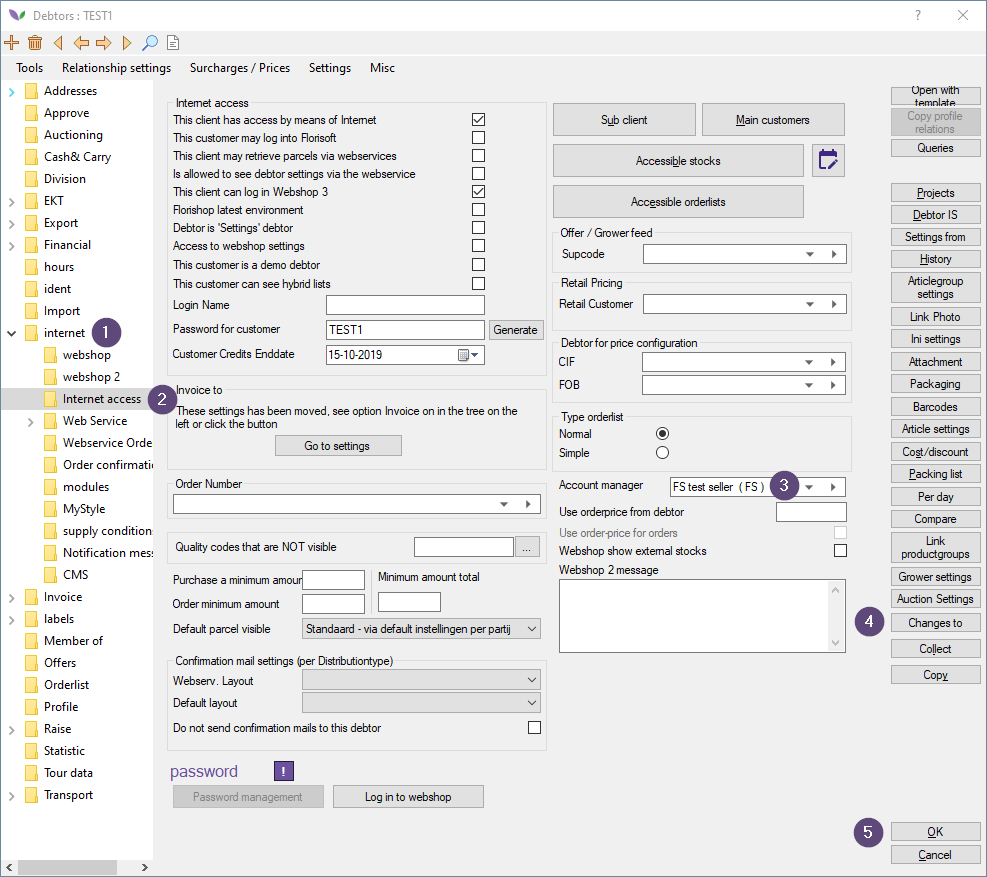 Debtors : TEST1
?
Tools Relationship settings Surcharges / Prices Settings Misc
Addresses
Approve
Auctioning
Cash& Carry
Division
EKT
Export
Financial
hours
ident
Import
internet 1
webshop
webshop 2
Internet access 2
Web Service
Webservice Orde
Order confirmatio
modules
MyStyle
supply conditions
Notification mess
CMS
Invoice
labels
Member of
Offers
Orderlist
Profile
Raise
Statistic
Tour data
Transport
Internet access
This client has access by means of Internet
This customer may log into Florisoft
This client may retrieve parcels via webservices
Is allowed to see debtor settings via the webservice
This client can log in Webshop 3
Florishop latest environment
Debtor is 'Settings' debtor
Access to webshop settings
This customer is a demo debtor
This customer can see hybrid lists
Login Name
Password for customer TEST1 Generate
Customer Credits Enddate 15-10-2019
Invoice to
These settings has been moved, see option Invoice on in the tree on the
left or click the button
Go to settings
Order Number
Quality codes that are NOT visible ...
Purchase a minimum amour Minimum amount total
Order minimum amount
Default parcel visible Standaard - via default instellingen per partij
Confirmation mail settings (per Distributiontype)
Webserv. Layout
Default layout
Do not send confirmation mails to this debtor
password !
Password management Log in to webshop
Sub client Main customers
Accessible stocks
Accessible orderlists
Offer / Grower feed
Supcode
Retail Pricing
Retail Customer
Debtor for price configuration
CIF
FOB
Type orderlist
Normal
Simple
Account manager FS test seller ( FS ) 3
Use orderprice from debtor
Use order-price for orders
Webshop show external stocks
Webshop 2 message
Open with
template
Copy profile
relations
Queries
Projects
Debtor IS
Settings from
History
Articlegroup
settings
Link Photo
Ini settings
Attachment
Packaging
Barcodes
Article settings
Cost/discount
Packing list
Per day
Compare
Link
productgroups
Grower settings
Auction Settings
4 Changes to
Collect
Copy
5 OK
Cancel